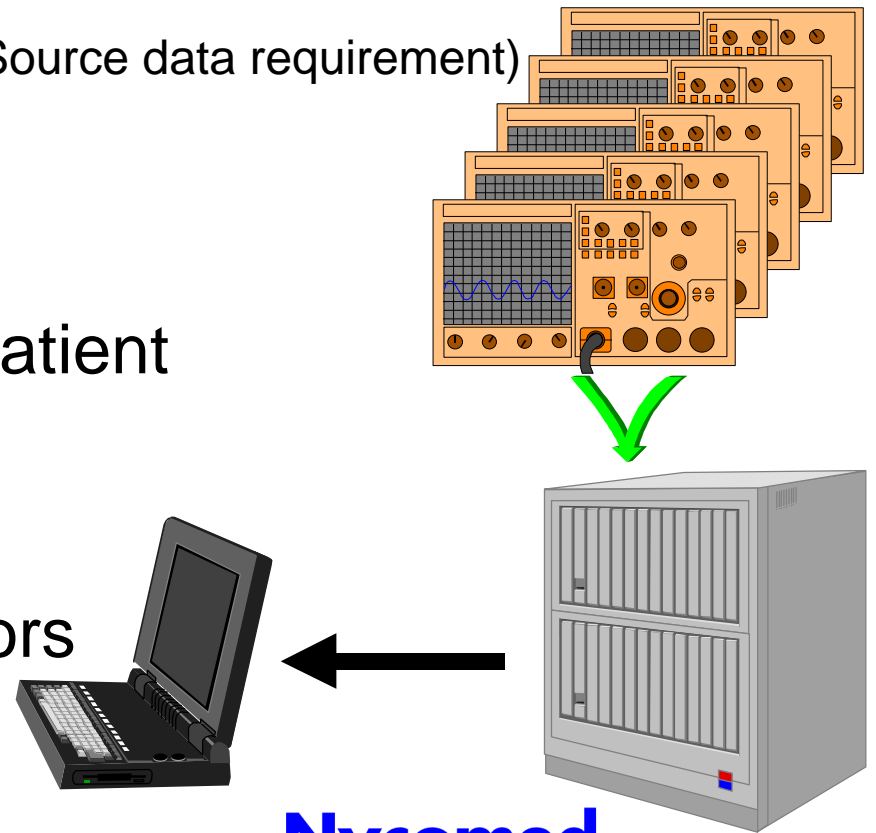 Source data requirement)
atient
ors
Nycomed